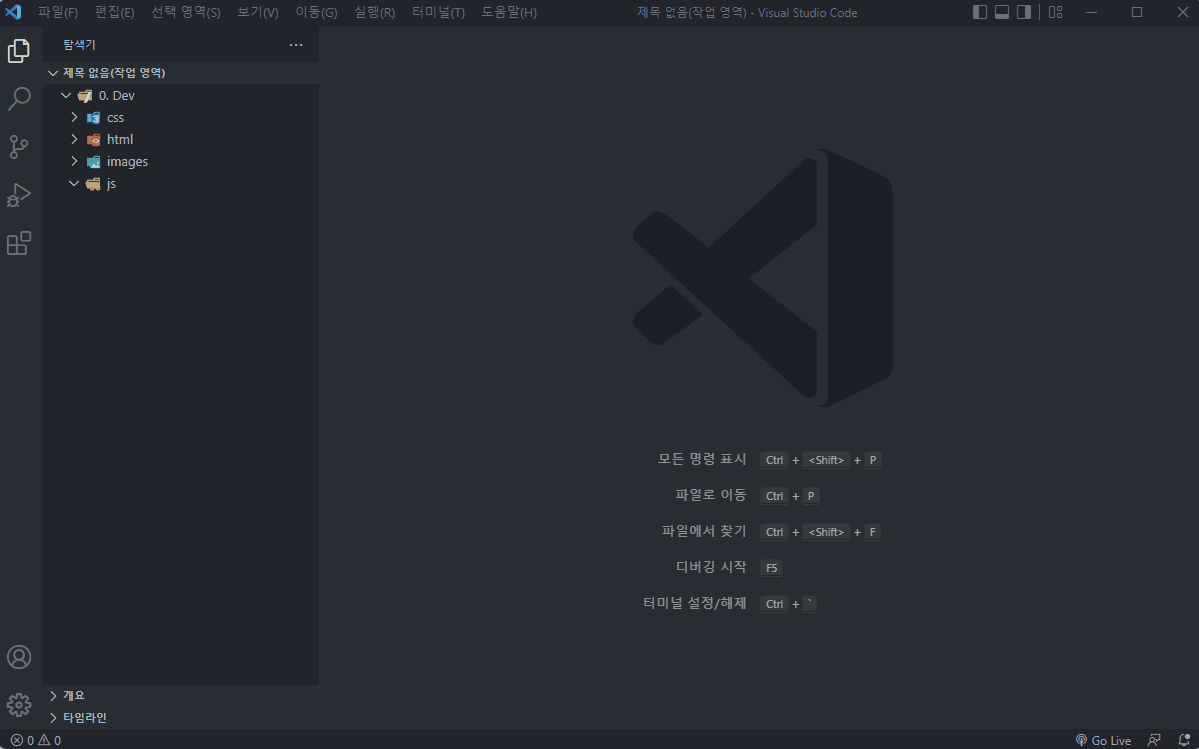 파일(F) 편집(E) 선택 영역(S) 보기(V) 이동(G) 실행(R) 터미널(T) 도움말(H) 제목 없음(작업 영역) - Visual Studio Code
탐색기
제목 없음(작업 영역)
0. Dev
css
html
images
js
모든 명령 표시 Ctrl + <Shift> + P
파일로 이동 Ctrl + P
파일에서 찾기 Ctrl + <Shift> + F
디버깅 시작 F5
터미널 설정/해제 Ctrl + `
개요
타임라인
0 0 Go Live